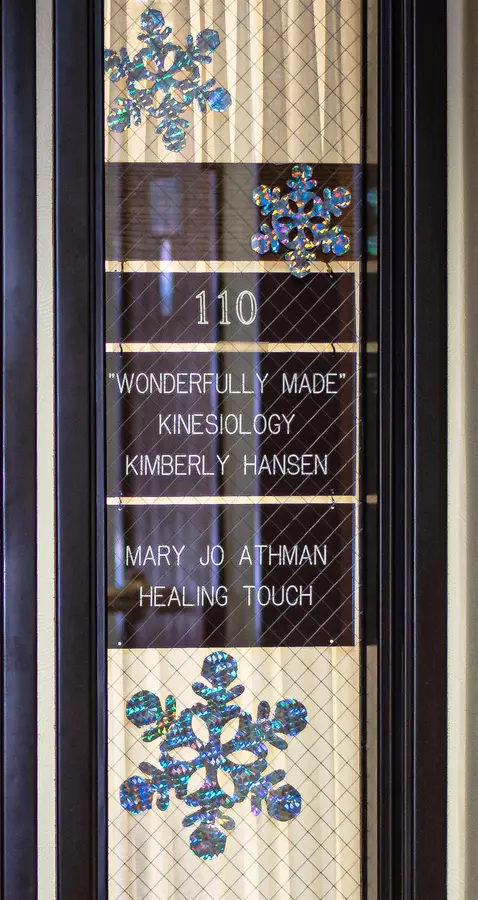 110
"WONDERFULLY MADE"
KINESIOLOGY
KIMBERLY HANSEN
MARY JO ATHMAN
HEALING TOUCH